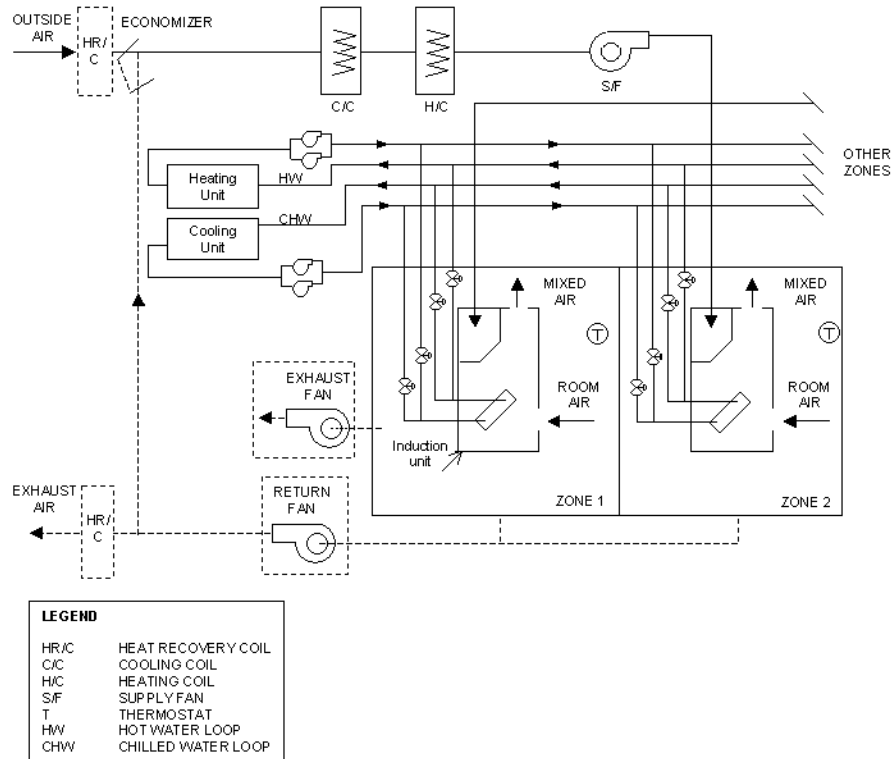 OUTSIDE
AIR
HR/
C
ECONOMIZER
C/C
H/C
S/F
OTHER
ZONES
Heating
Unit
HW
Cooling
Unit
CHW
MIXED
AIR
MIXED
AIR
T
T
EXHAUST
FAN
ROOM
AIR
ROOM
AIR
Induction
unit
ZONE 1
ZONE 2
EXHAUST
AIR
HR/
C
RETURN
FAN
LEGEND
HR/C HEAT RECOVERY COIL
C/C COOLING COIL
H/C HEATING COIL
S/F SUPPLY FAN
T THERMOSTAT
HW HOT WATER LOOP
CHW CHILLED WATER LOOP